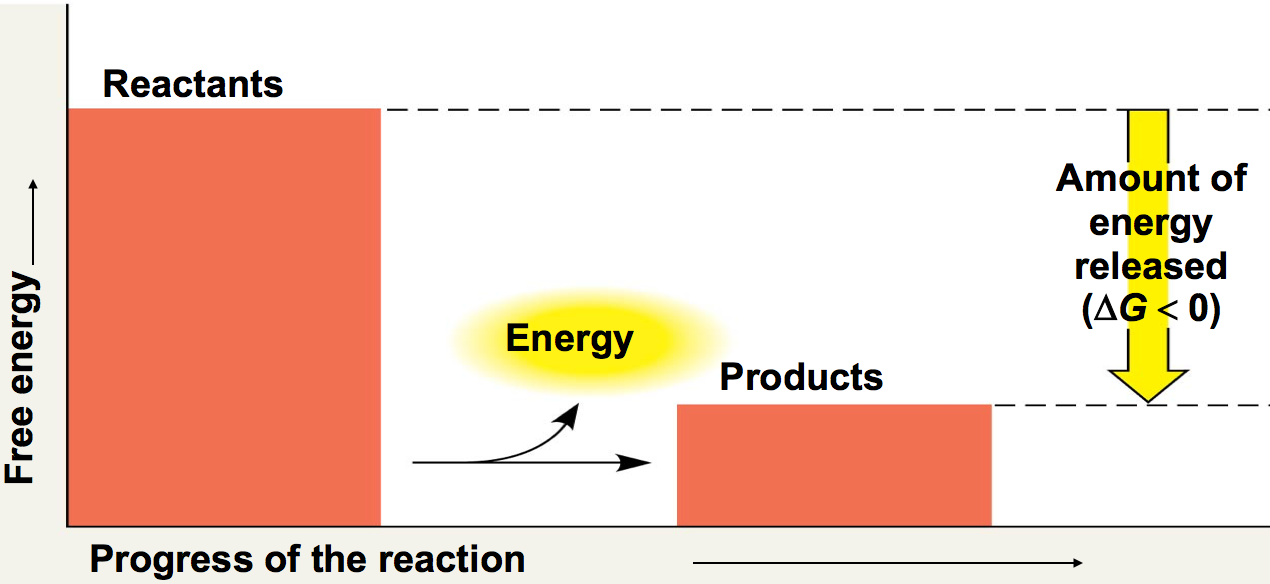 Reactants
Amount of
energy
released
(ΔG < 0)
Energy
Products
Free energy
Progress of the reaction